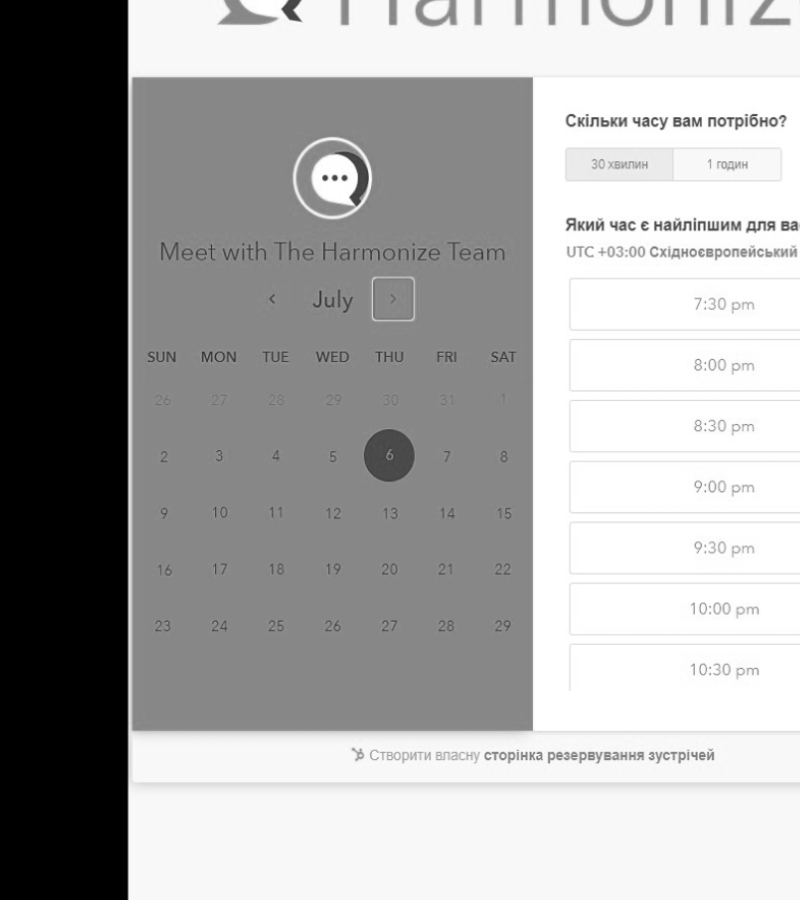 Harmonize
Meet with The Harmonize Team
July
SUN MON TUE WED THU FRI SAT
26 27 28 29 30 31 1
2 3 4 5 6 7 8
9 10 11 12 13 14 15
16 17 18 19 20 21 22
23 24 25 26 27 28 29
Скільки часу вам потрібно?
30 хвилин 1 годин
Який час є найліпшим для ва
UTC +03:00 Східноєвропейський
7:30 pm
8:00 pm
8:30 pm
9:00 pm
9:30 pm
10:00 pm
10:30 pm
Створити власну сторінка резервування зустрічей